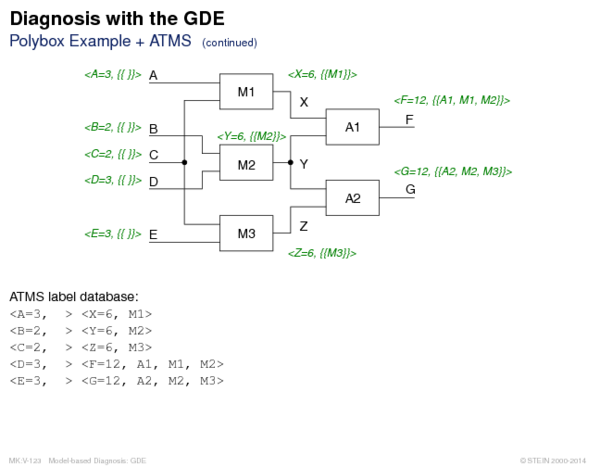 Diagnosis with the GDE
Polybox Example + ATMS (continued)
<A=3, {{ }}> A
M1
<X=6, {{M1}}>
X
<F=12, {{A1, M1, M2}}>
F
A1
<B=2, {{ }}> B
<Y=6, {{M2}}>
<C=2, {{ }}> C
M2
Y
<D=3, {{ }}> D
<G=12, {{A2, M2, M3}}>
G
A2
<E=3, {{ }}> E
M3
Z
<Z=6, {{M3}}>
ATMS label database:
<A=3, > <X=6, M1>
<B=2, > <Y=6, M2>
<C=2, > <Z=6, M3>
<D=3, > <F=12, A1, M1, M2>
<E=3, > <G=12, A2, M2, M3>
MK:V-123 Model-based Diagnosis: GDE © STEIN 2000-2014